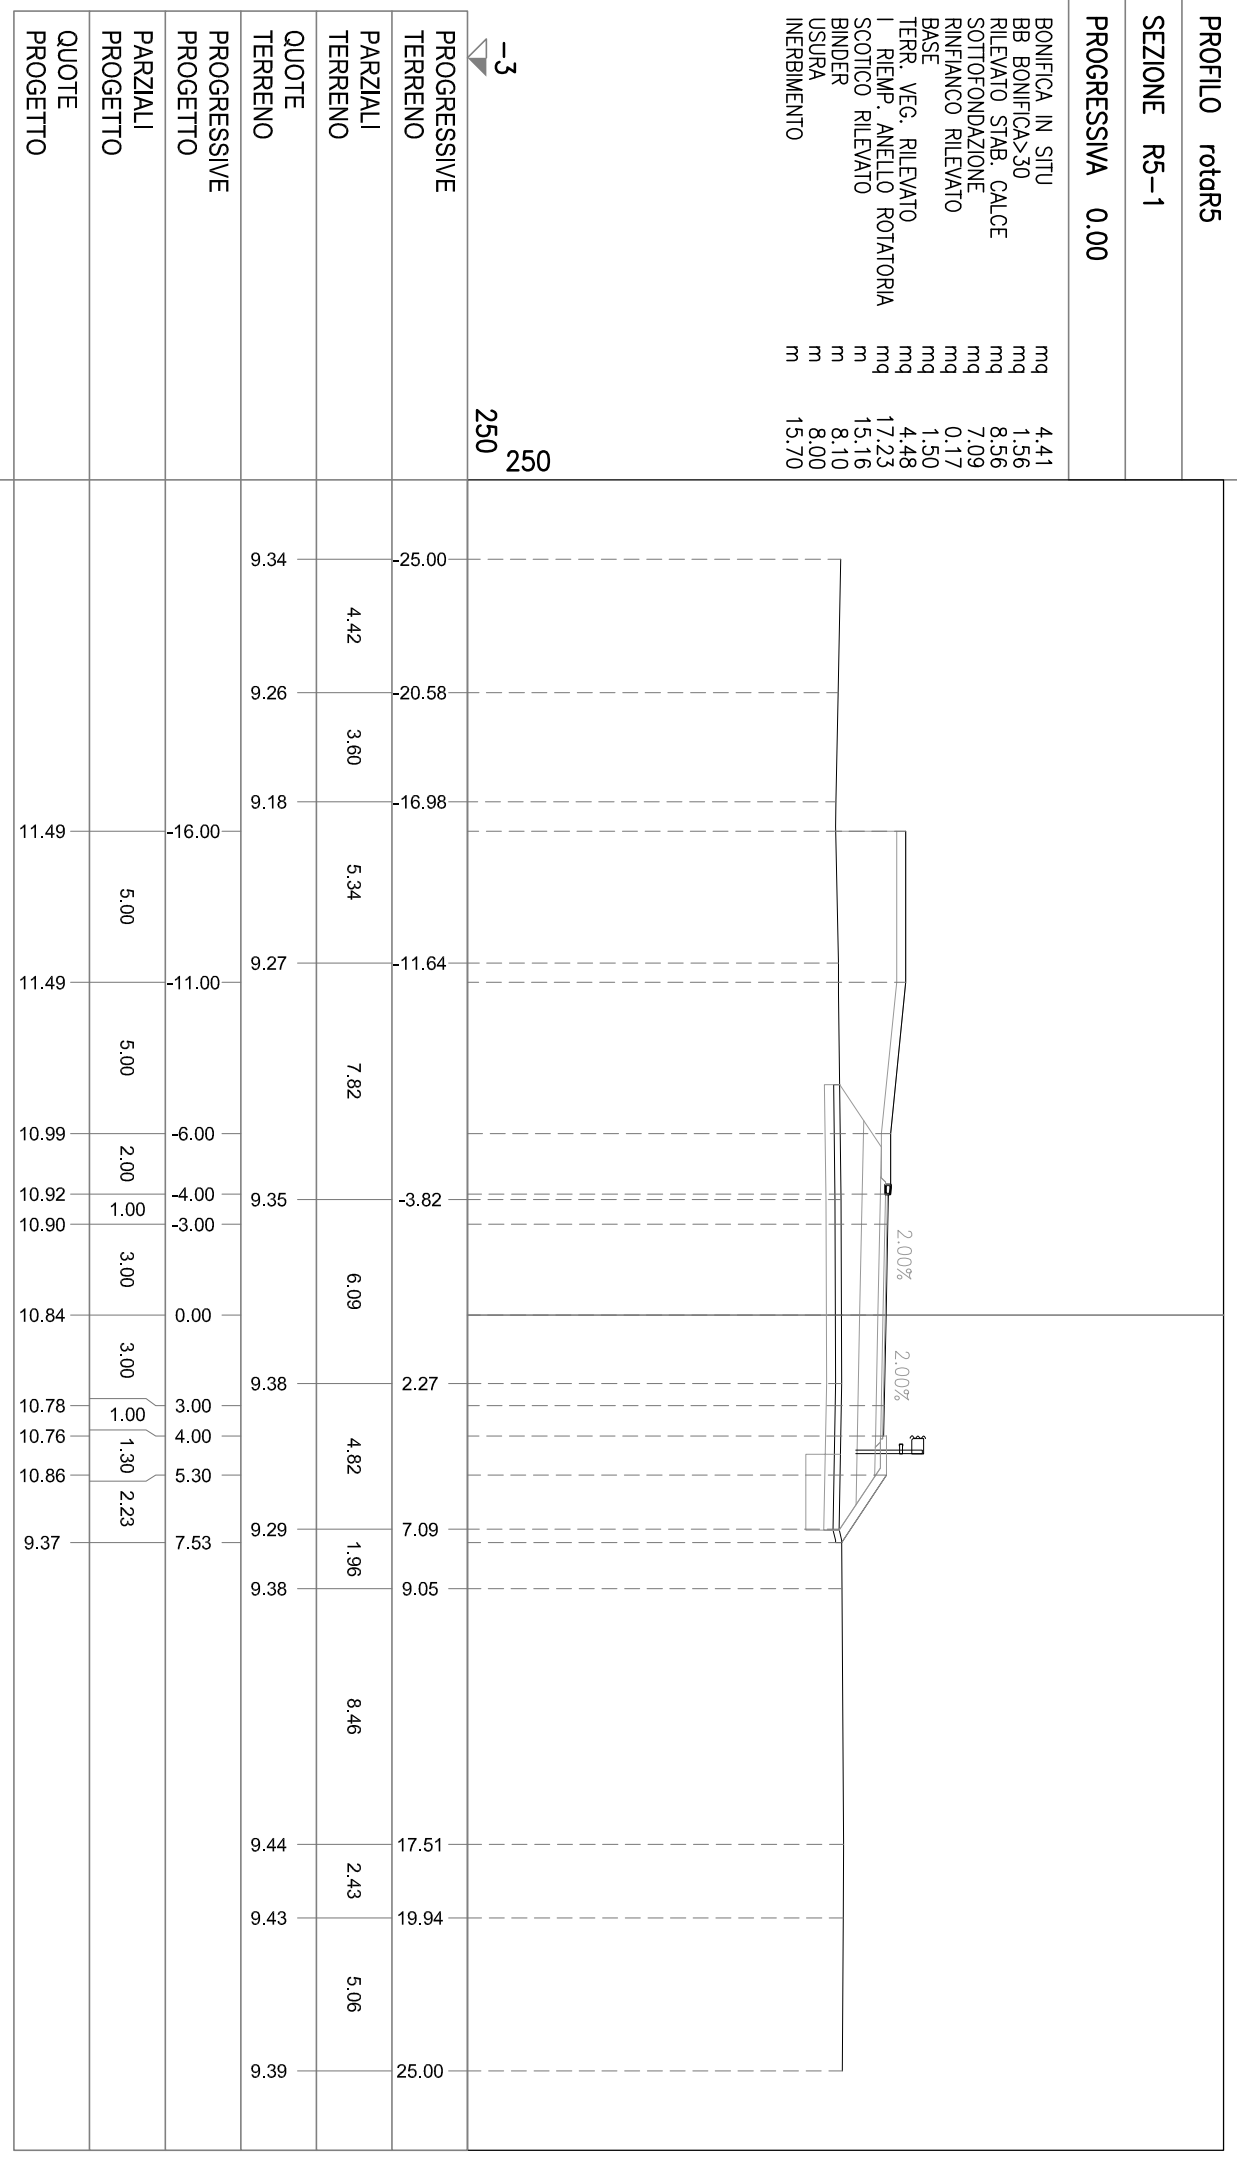 PROFILO rotaR5
SEZIONE R5-1
PROGRESSIVA 0.00
BONIFICA IN SITU mq 4.41
BB BONIFICA>30 mq 1.56
RILEVATO STAB. CALCE mq 8.56
SOTTOFONDAZIONE mq 7.09
RINFIANCO RILEVATO mq 0.17
BASE mq 1.50
TERR. VEG. RILEVATO mq 4.48
I RIEMP. ANELLO ROTATORIA mq 17.23
SCOTICO RILEVATO m 15.16
BINDER m 8.10
USURA m 8.00
INERBIMENTO m 15.70
2.00% 2.00%
-3
250
250
PROGRESSIVE
TERRENO
-25.00 -20.58 -16.98 -11.64 -3.82 2.27 7.09 9.05 17.51 19.94 25.00
PARZIALI
TERRENO
4.42 3.60 5.34 7.82 6.09 4.82 1.96 8.46 2.43 5.06
QUOTE
TERRENO
9.34 9.26 9.18 9.27 9.35 9.38 9.29 9.38 9.44 9.43 9.39
PROGRESSIVE
PROGETTO
-16.00 -11.00 -6.00 -4.00 -3.00 0.00 3.00 4.00 5.30 7.53
PARZIALI
PROGETTO
5.00 5.00 2.00 1.00 3.00 3.00 1.00 1.30 2.23
QUOTE
PROGETTO
11.49 11.49 10.99 10.92 10.90 10.84 10.78 10.76 10.86 9.37